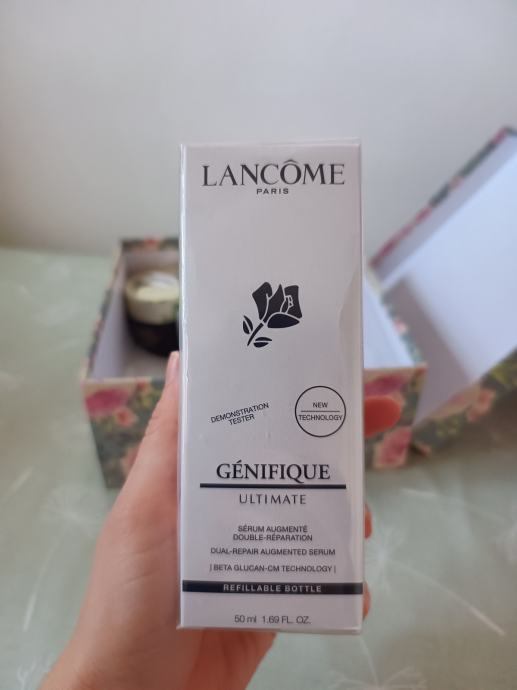 LANCÔME
PARIS
DEMONSTRATION
TESTER
NEW
TECHNOLOGY
GÉNIFIQUE
ULTIMATE
SÉRUM AUGMENTÉ
DOUBLE-RÉPARATION
DUAL-REPAIR AUGMENTED SERUM
| BETA GLUCAN-CM TECHNOLOGY |
REFILLABLE BOTTLE
50 ml 1.69 FL. OZ.